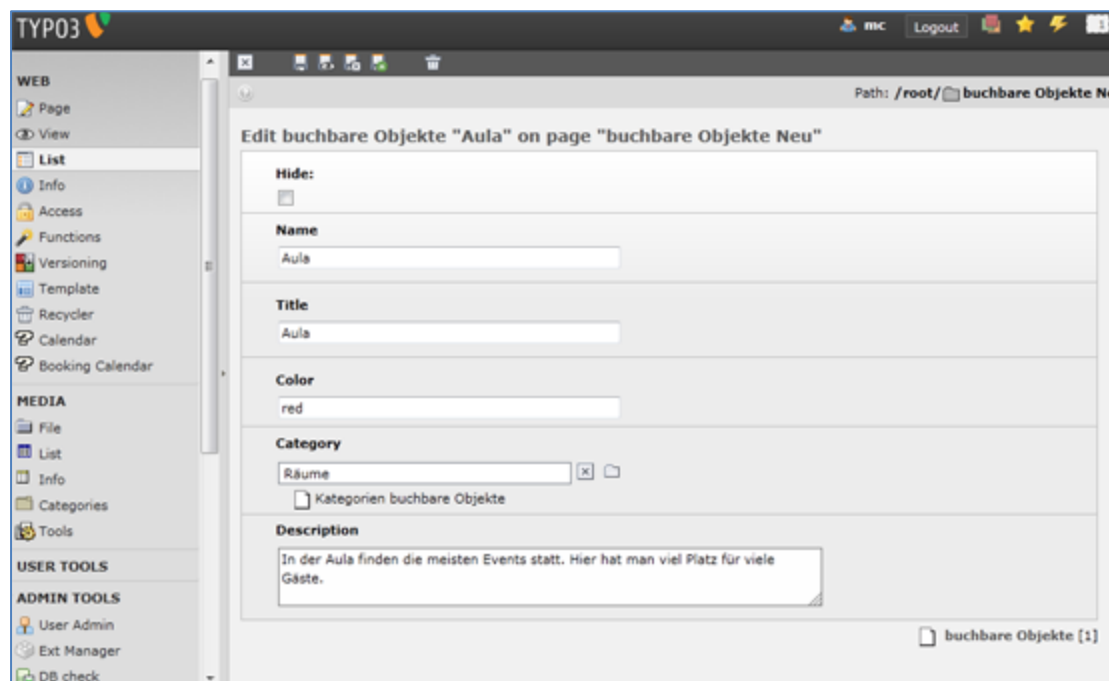 TYPO3
mc Logout
Path: /root/ buchbare Objekte
WEB
Page
View
List
Info
Access
Functions
Versioning
Template
Recycler
Calendar
Booking Calendar
MEDIA
File
List
Info
Categories
Tools
USER TOOLS
ADMIN TOOLS
User Admin
Ext Manager
DB check
Edit buchbare Objekte "Aula" on page "buchbare Objekte Neu"
Hide:
Name
Aula
Title
Aula
Color
red
Category
Räume
Kategorien buchbare Objekte
Description
In der Aula finden die meisten Events statt. Hier hat man viel Platz für viele
Gäste.
buchbare Objekte [1]